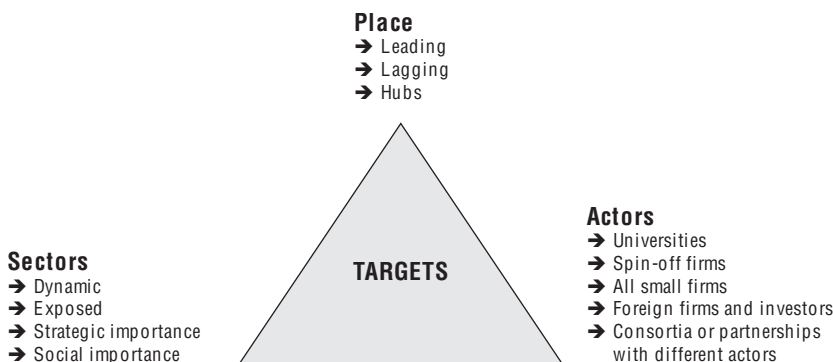 Place
➔ Leading
➔ Lagging
➔ Hubs
Sectors
➔ Dynamic
➔ Exposed
➔ Strategic importance
➔ Social importance
TARGETS
Actors
➔ Universities
➔ Spin-off firms
➔ All small firms
➔ Foreign firms and investors
➔ Consortia or partnerships
with different actors